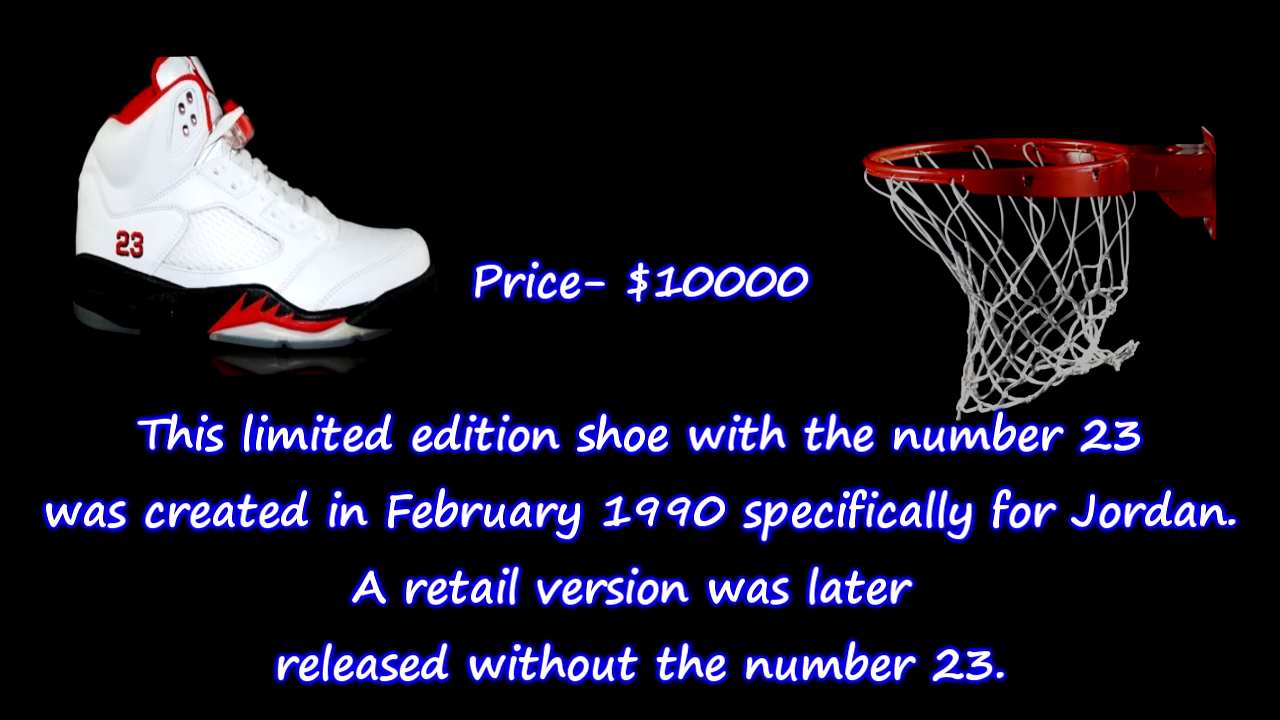 23
Price- $10000
This limited edition shoe with the number 23
was created in February 1990 specifically for Jordan.
A retail version was later
released without the number 23.